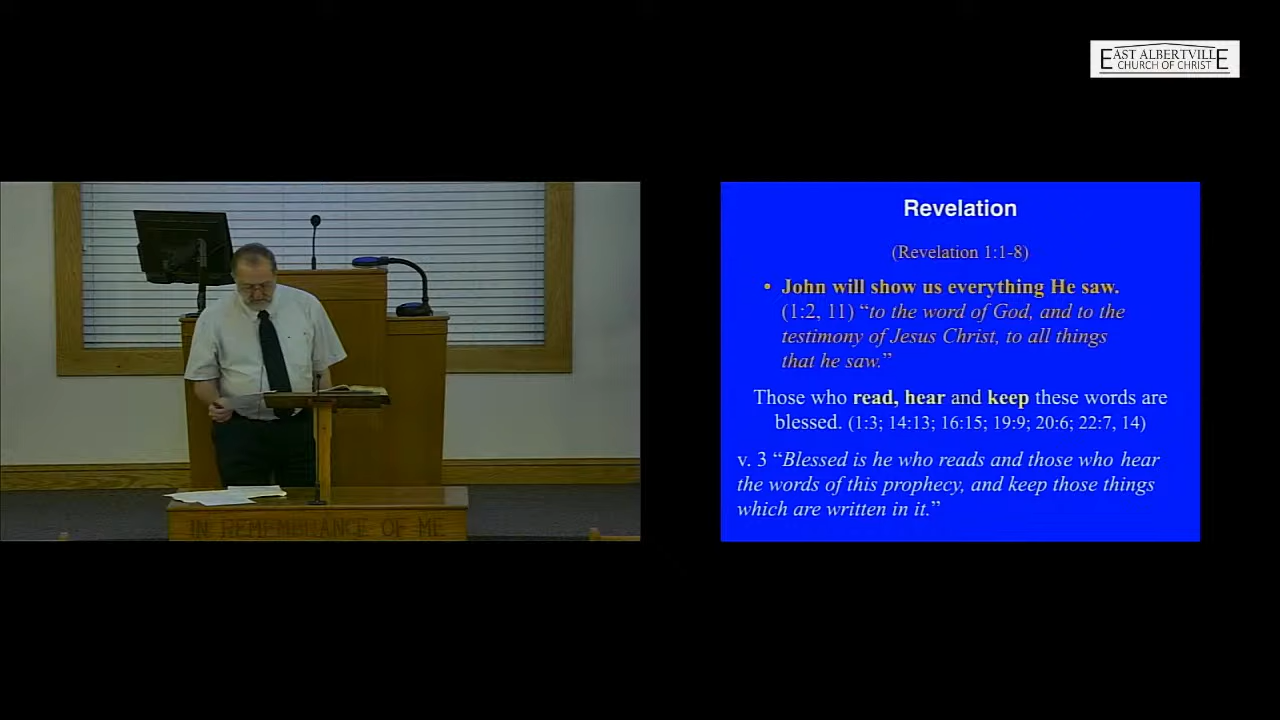 EAST ALBERTVILLE
CHURCH OF CHRIST
Revelation
(Revelation 1:1-8)
• John will show us everything He saw.
(1:2, 11) “to the word of God, and to the
testimony of Jesus Christ, to all things
that he saw.”
Those who read, hear and keep these words are
blessed. (1:3; 14:13; 16:15; 19:9; 20:6; 22:7, 14)
v. 3 “Blessed is he who reads and those who hear
the words of this prophecy, and keep those things
which are written in it.”
IN REMEMBRANCE OF ME